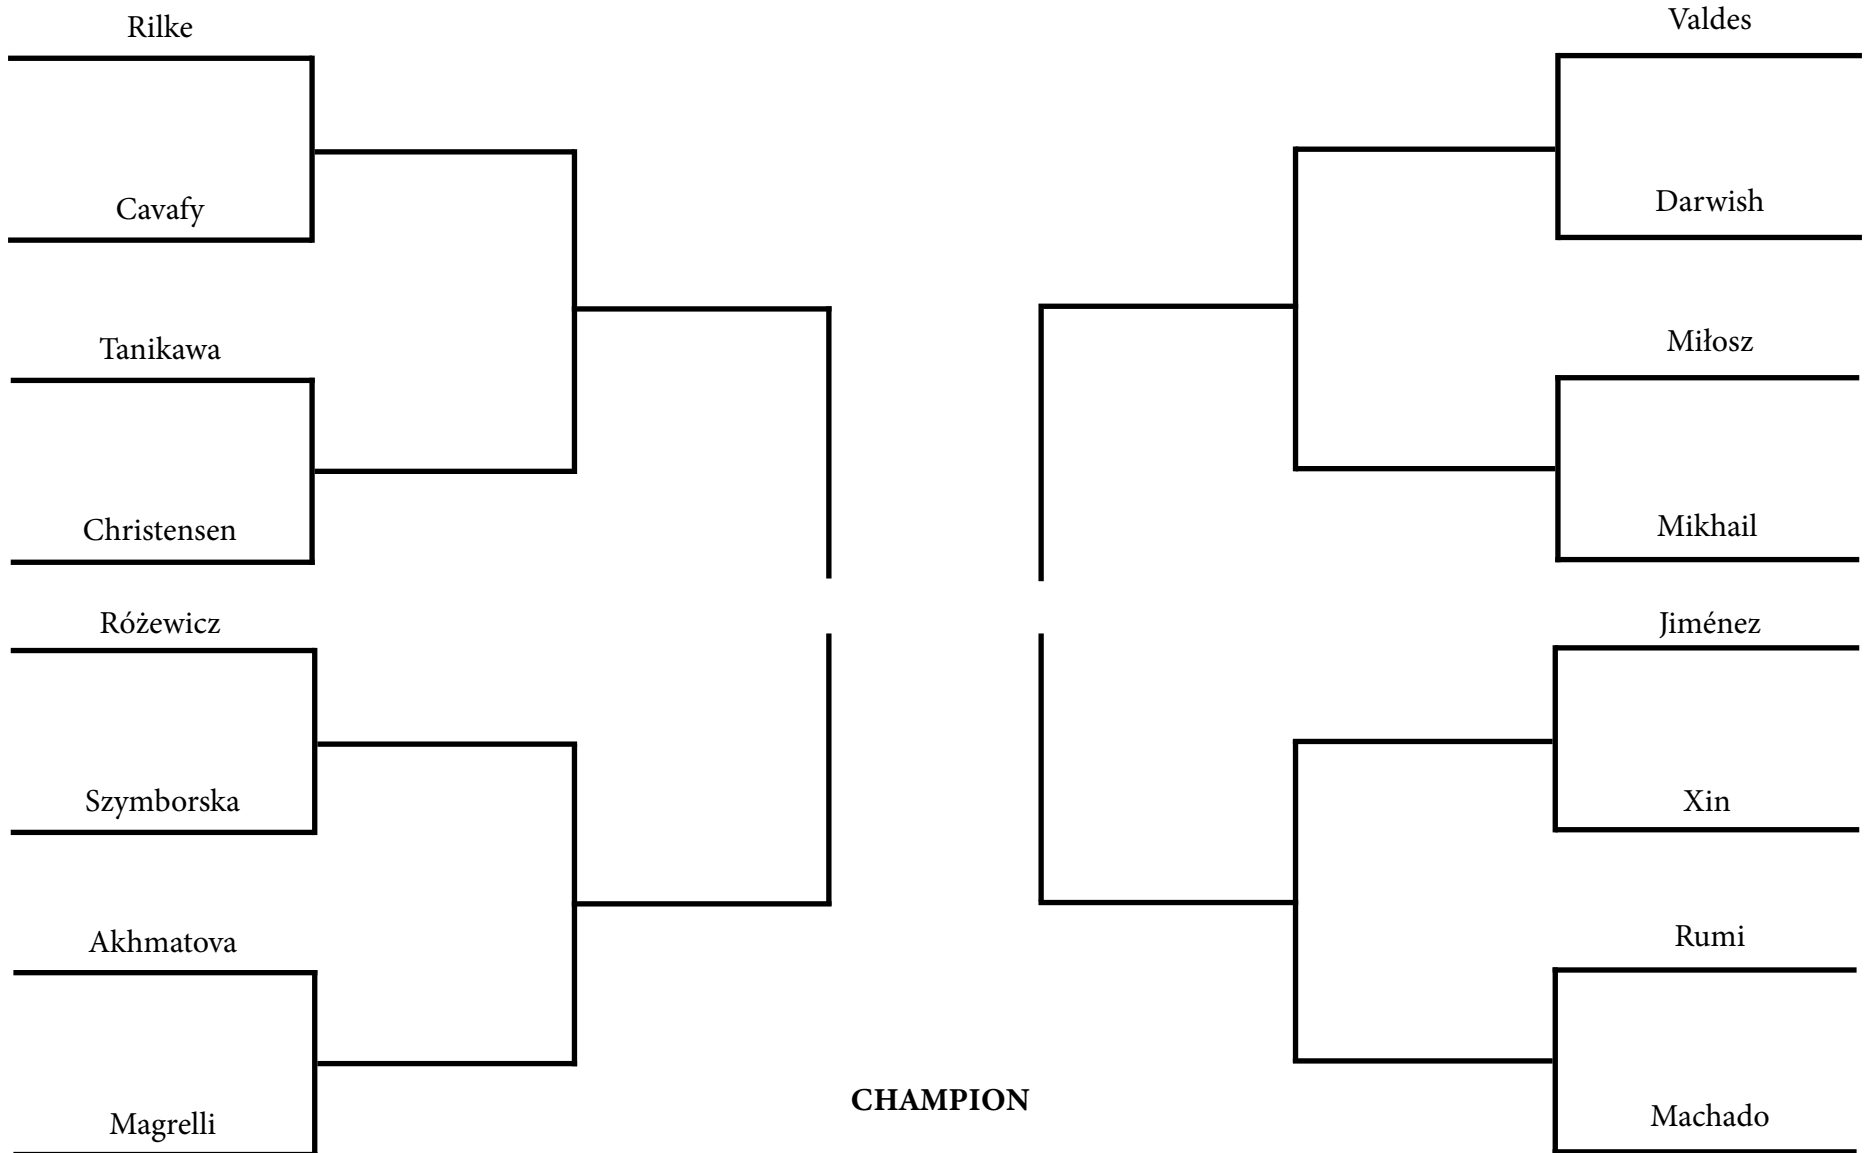 Rilke
Cavafy
Tanikawa
Christensen
Różewicz
Szymborska
Akhmatova
Magrelli
Valdes
Darwish
Miłosz
Mikhail
Jiménez
Xin
Rumi
Machado
CHAMPION